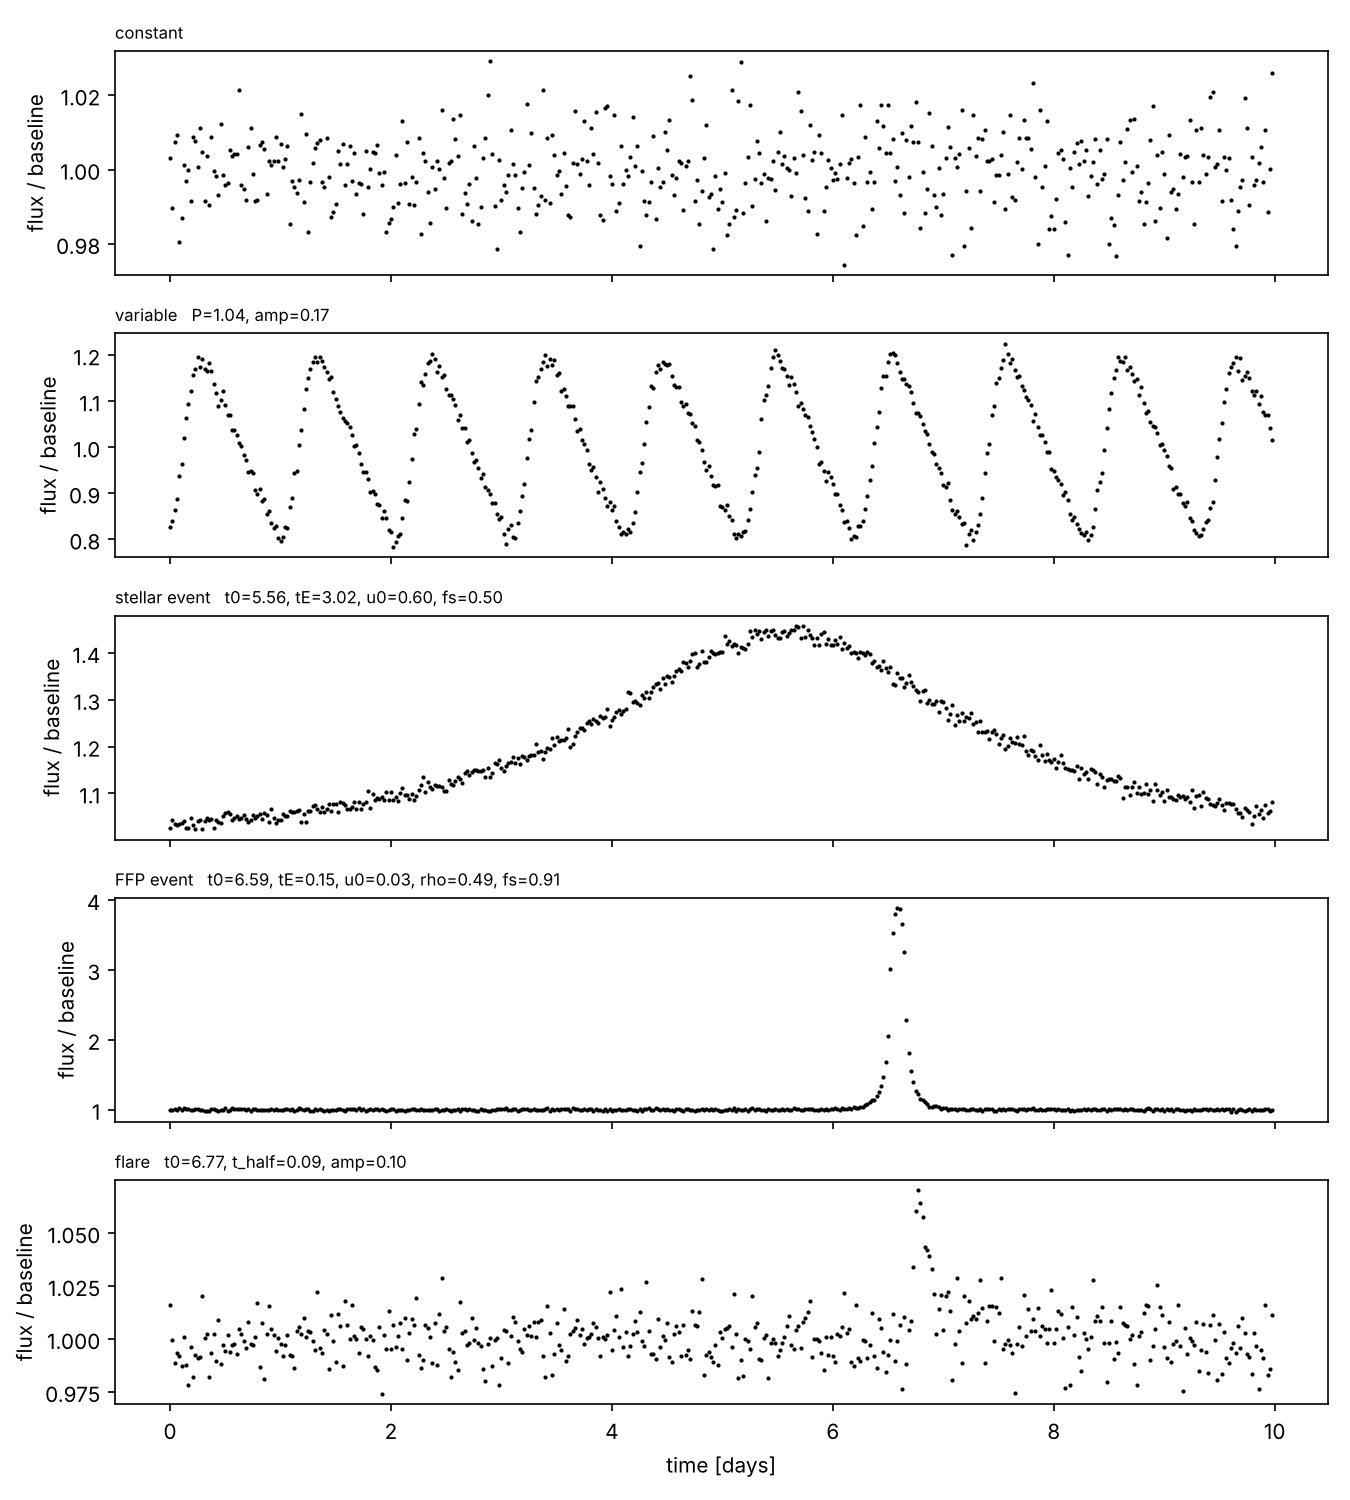 constant
1.02
1.00
0.98
flux / baseline
variable   P=1.04, amp=0.17
1.2
1.1
1.0
0.9
0.8
flux / baseline
stellar event   t0=5.56, tE=3.02, u0=0.60, fs=0.50
1.4
1.3
1.2
1.1
flux / baseline
FFP event   t0=6.59, tE=0.15, u0=0.03, rho=0.49, fs=0.91
4
3
2
1
flux / baseline
flare   t0=6.77, t_half=0.09, amp=0.10
1.050
1.025
1.000
0.975
flux / baseline
0 2 4 6 8 10
time [days]